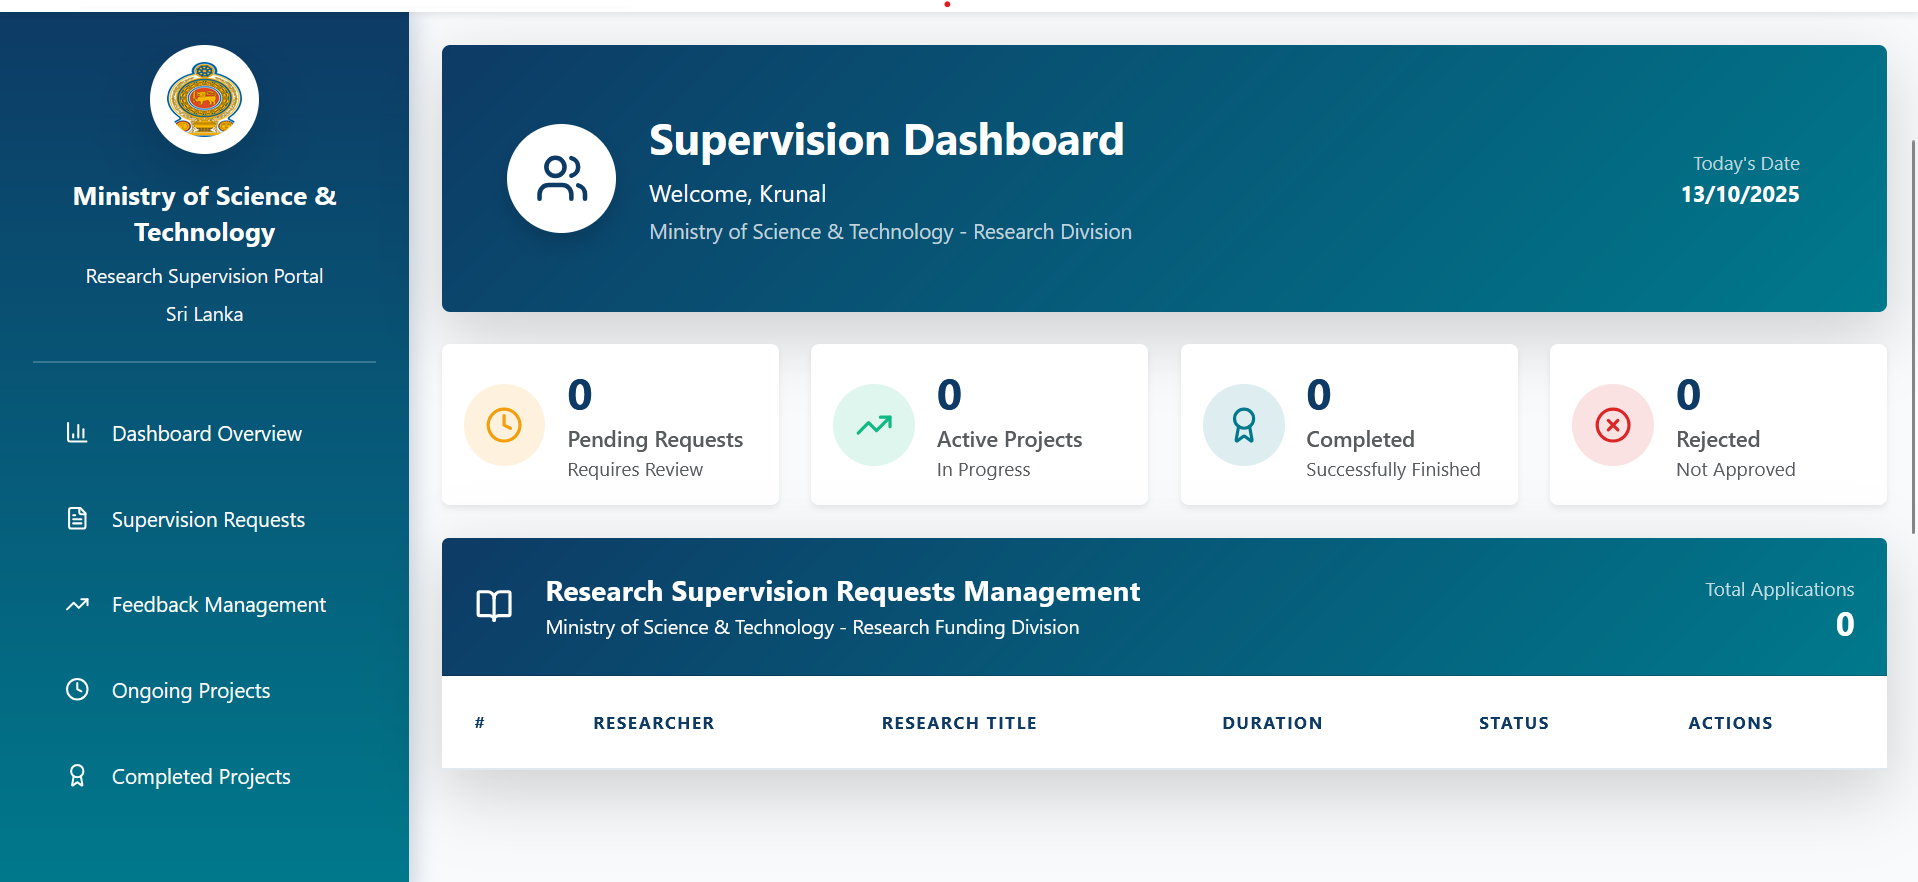 Ministry of Science &
Technology
Research Supervision Portal
Sri Lanka
Dashboard Overview
Supervision Requests
Feedback Management
Ongoing Projects
Completed Projects
Supervision Dashboard
Welcome, Krunal
Ministry of Science & Technology - Research Division
Today's Date
13/10/2025
0
Pending Requests
Requires Review
0
Active Projects
In Progress
0
Completed
Successfully Finished
0
Rejected
Not Approved
Research Supervision Requests Management
Ministry of Science & Technology - Research Funding Division
Total Applications
0
# RESEARCHER RESEARCH TITLE DURATION STATUS ACTIONS